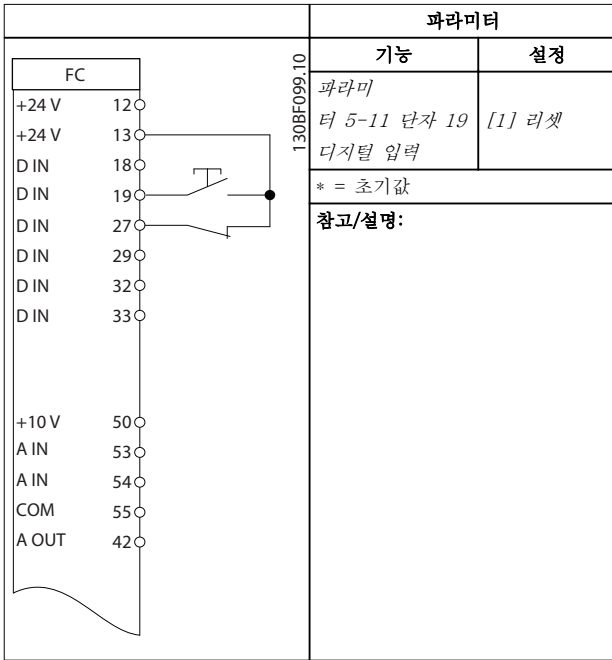 파라미터
기능 설정
파라미
터 5-11 단자 19
디지털 입력
[1] 리셋
* = 초기값
참고/설명:
130BF099.10
FC
+24 V 12
+24 V 13
D IN 18
D IN 19
D IN 27
D IN 29
D IN 32
D IN 33
+10 V 50
A IN 53
A IN 54
COM 55
A OUT 42